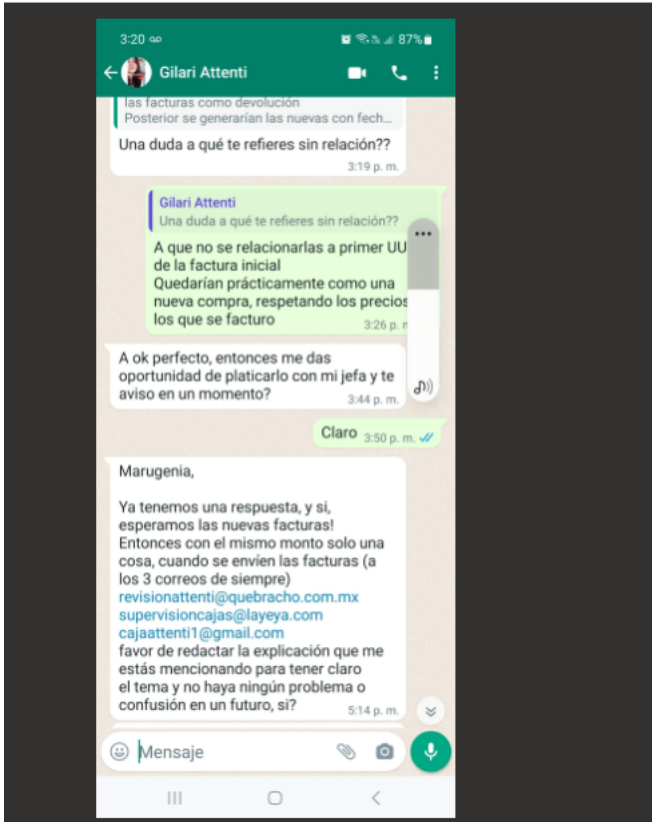 3:20
87%
Gilari Attenti
las facturas como devolución
Posterior se generarían las nuevas con fech...
Una duda a qué te refieres sin relación??
3:19 p. m.
Gilari Attenti
Una duda a qué te refieres sin relación??
A que no se relacionarlas a primer UU
de la factura inicial
Quedarían prácticamente como una
nueva compra, respetando los precios
los que se facturo
3:26 p.
A ok perfecto, entonces me das
oportunidad de platicarlo con mi jefa y te
aviso en un momento?
3:44 p. m.
Claro 3:50 p. m.
Marugenia,
Ya tenemos una respuesta, y si,
esperamos las nuevas facturas!
Entonces con el mismo monto solo una
cosa, cuando se envíen las facturas (a
los 3 correos de siempre)
revisionattenti@quebracho.com.mx
supervisioncajas@layeya.com
cajaattenti1@gmail.com
favor de redactar la explicación que me
estás mencionando para tener claro
el tema y no haya ningún problema o
confusión en un futuro, si?
5:14 p. m.
Mensaje